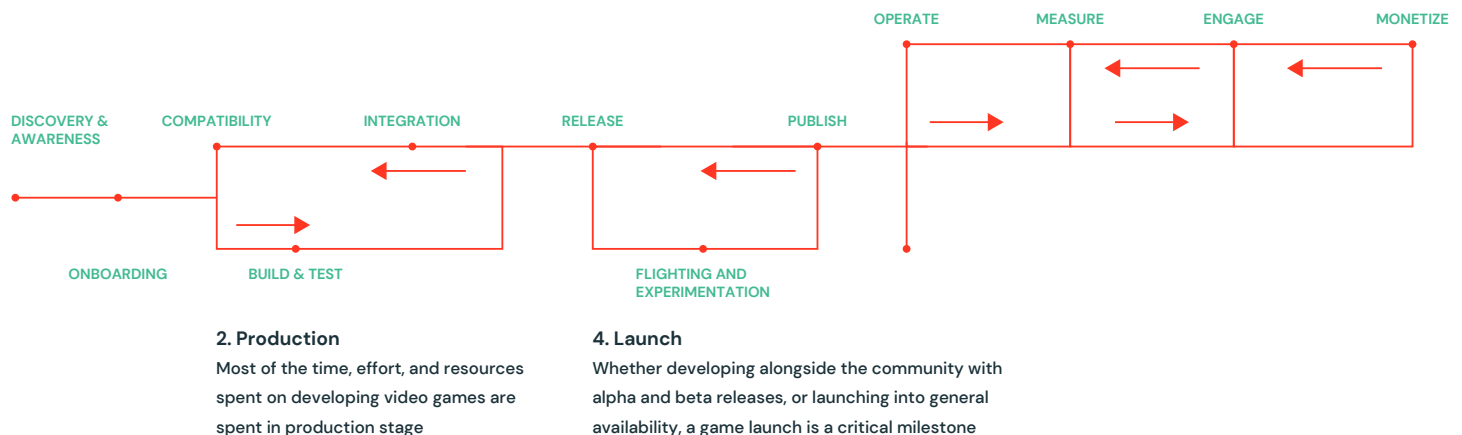 OPERATE
MEASURE
ENGAGE
MONETIZE
DISCOVERY &
AWARENESS
COMPATIBILITY
INTEGRATION
RELEASE
PUBLISH
ONBOARDING
BUILD & TEST
FLIGHTING AND
EXPERIMENTATION
2. Production
Most of the time, effort, and resources
spent on developing video games are
spent in production stage
4. Launch
Whether developing alongside the community with
alpha and beta releases, or launching into general
availability, a game launch is a critical milestone